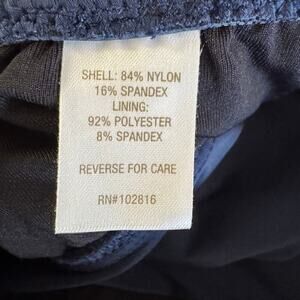 SHELL: 84% NYLON
16% SPANDEX
LINING:
92% POLYESTER
8% SPANDEX
REVERSE FOR CARE
RN#102816